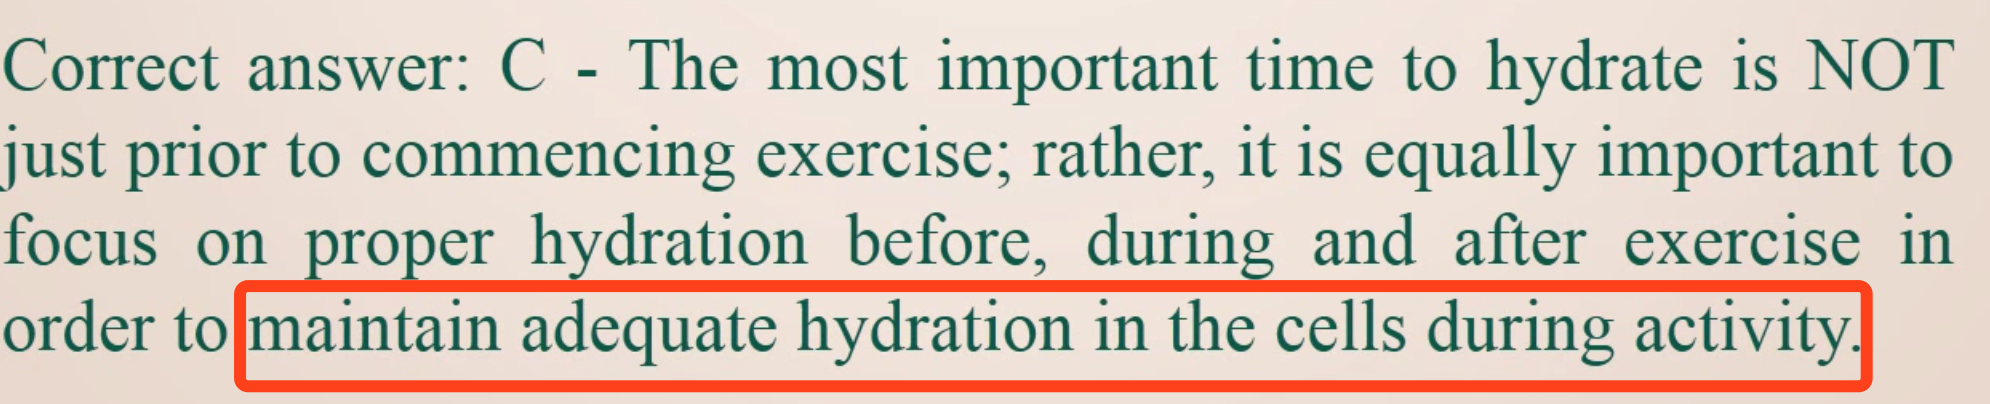 Correct answer: C - The most important time to hydrate is NOT
just prior to commencing exercise; rather, it is equally important to
focus on proper hydration before, during and after exercise in
order to maintain adequate hydration in the cells during activity.